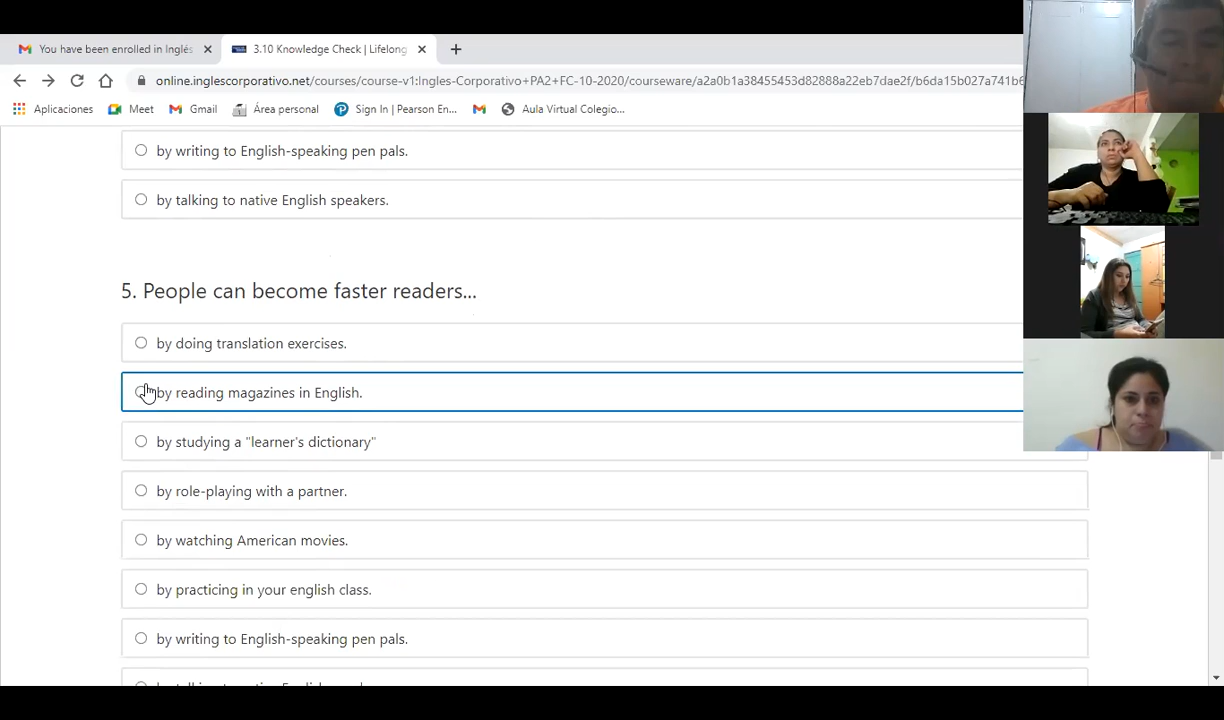 You have been enrolled in Inglés
3.10 Knowledge Check | Lifelong
online.inglescorporativo.net/courses/course-v1:Ingles-Corporativo+PA2+FC-10-2020/courseware/a2a0b1a38455453d82888a22eb7dae2f/b6da15b027a741b6
Aplicaciones
Meet
Gmail
Área personal
Sign In | Pearson En...
Aula Virtual Colegio...
by writing to English-speaking pen pals.
by talking to native English speakers.
5. People can become faster readers...
by doing translation exercises.
by reading magazines in English.
by studying a "learner's dictionary"
by role-playing with a partner.
by watching American movies.
by practicing in your english class.
by writing to English-speaking pen pals.